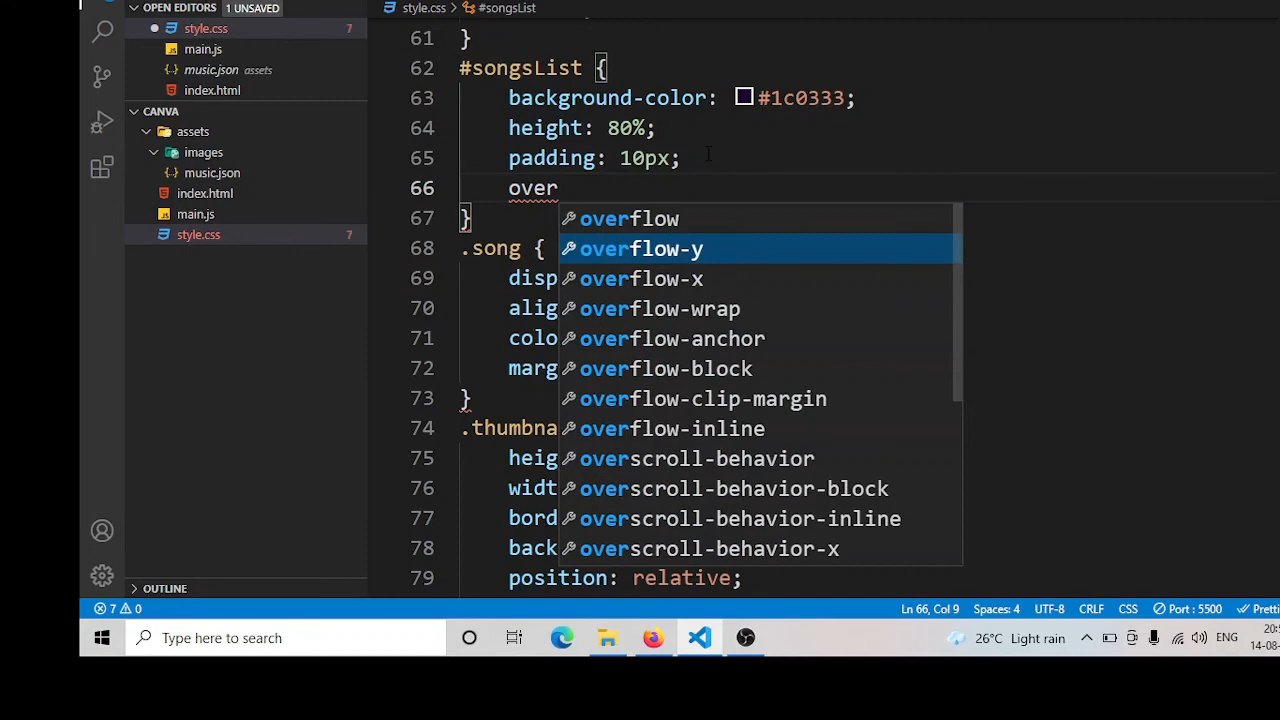 OPEN EDITORS 1 UNSAVED
style.css 7
main.js
music.json assets
index.html
CANVA
assets
images
music.json
index.html
main.js
style.css 7
OUTLINE
style.css > #songsList
61 }
62 #songsList {
63 background-color: #1c0333;
64 height: 80%;
65 padding: 10px;
66 over
67 }
68 .song {
69 disp
70 alig
71 colo
72 marg
73 }
74 .thumbna
75 heig
76 widt
77 bord
78 back
79 position: relative;
overflow
overflow-y
overflow-x
overflow-wrap
overflow-anchor
overflow-block
overflow-clip-margin
overflow-inline
overscroll-behavior
overscroll-behavior-block
overscroll-behavior-inline
overscroll-behavior-x
7 0 Ln 66, Col 9 Spaces: 4 UTF-8 CRLF CSS Port : 5500 Pretti
Type here to search 26°C Light rain ENG
20:5
14-08-